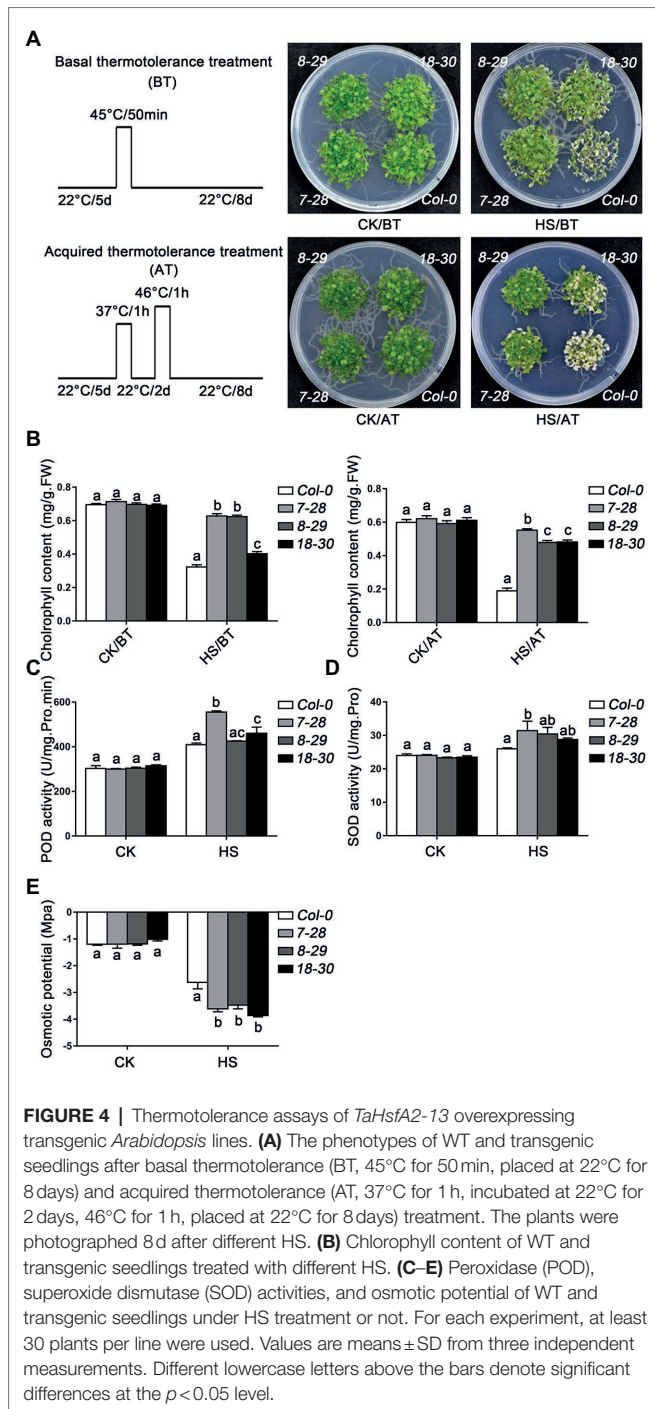 A
Basal thermotolerance treatment
(BT)
45°C/50min
22°C/5d
22°C/8d
8-29
18-30
7-28
Col-0
CK/BT
8-29
18-30
7-28
Col-0
HS/BT
Acquired thermotolerance treatment
(AT)
46°C/1h
37°C/1h
22°C/5d
22°C/2d
22°C/8d
8-29
18-30
7-28
Col-0
CK/AT
8-29
18-30
7-28
Col-0
HS/AT
B
Cholrophyll content (mg/g.FW)
0.8
0.6
0.4
0.2
0.0
a a a a
a b b c
CK/BT
HS/BT
Col-0
7-28
8-29
18-30
Cholrophyll content (mg/g.FW)
0.8
0.6
0.4
0.2
0.0
a a a a
a b c c
CK/AT
HS/AT
Col-0
7-28
8-29
18-30
C
POD activity (U/mg.Pro.min)
600
400
200
0
a a a a
a b ac c
CK
HS
Col-0
7-28
8-29
18-30
D
SOD activity (U/mg.Pro)
40
30
20
10
0
a a a a
a b ab ab
CK
HS
Col-0
7-28
8-29
18-30
E
Osmotic potential (Mpa)
0
-1
-2
-3
-4
-5
a a a a
a b b b
CK
HS
Col-0
7-28
8-29
18-30
FIGURE 4 | Thermotolerance assays of TaHsfA2-13 overexpressing
transgenic Arabidopsis lines. (A) The phenotypes of WT and transgenic
seedlings after basal thermotolerance (BT, 45°C for 50 min, placed at 22°C for
8 days) and acquired thermotolerance (AT, 37°C for 1 h, incubated at 22°C for
2 days, 46°C for 1 h, placed at 22°C for 8 days) treatment. The plants were
photographed 8 d after different HS. (B) Chlorophyll content of WT and
transgenic seedlings treated with different HS. (C–E) Peroxidase (POD),
superoxide dismutase (SOD) activities, and osmotic potential of WT and
transgenic seedlings under HS treatment or not. For each experiment, at least
30 plants per line were used. Values are means ± SD from three independent
measurements. Different lowercase letters above the bars denote significant
differences at the p < 0.05 level.